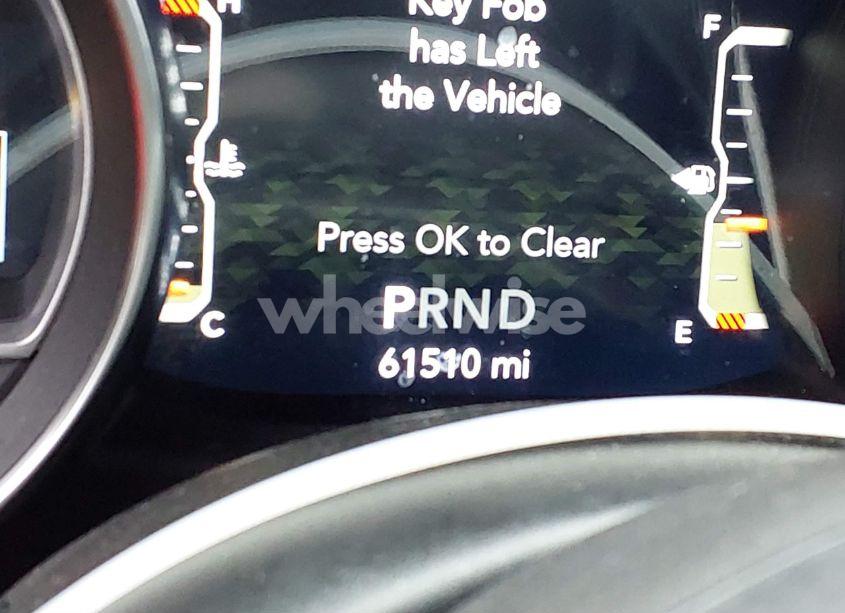 H
Key Fob
has Left
the Vehicle
F
Press OK to Clear
PRND
wheelwise
C
E
61510 mi